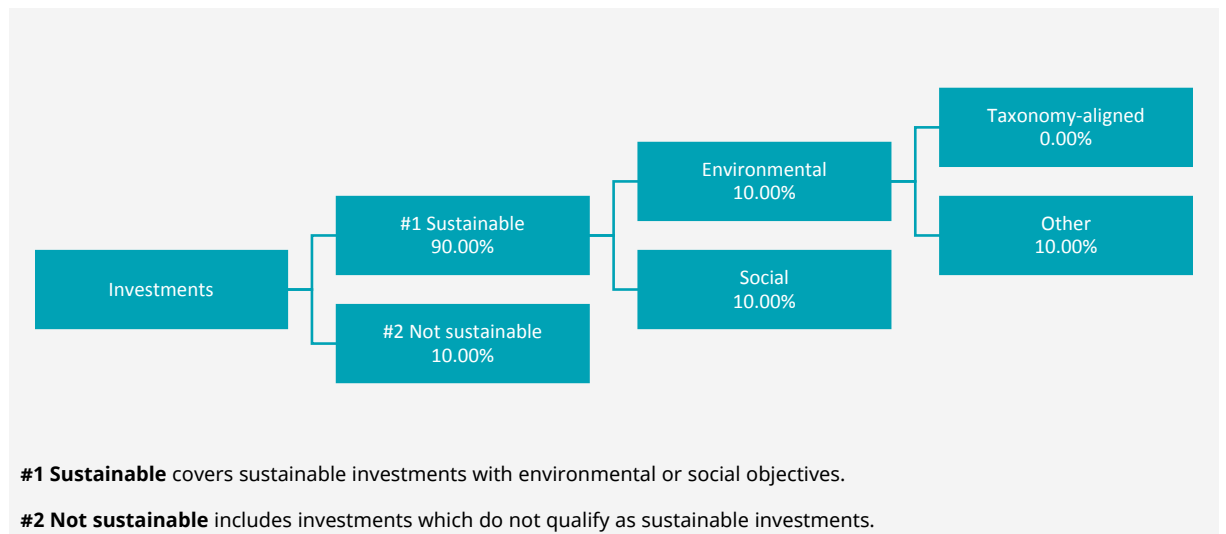 Taxonomy-aligned
0.00%
Environmental
10.00%
#1 Sustainable
90.00%
Other
10.00%
Investments
Social
10.00%
#2 Not sustainable
10.00%
#1 Sustainable covers sustainable investments with environmental or social objectives.
#2 Not sustainable includes investments which do not qualify as sustainable investments.